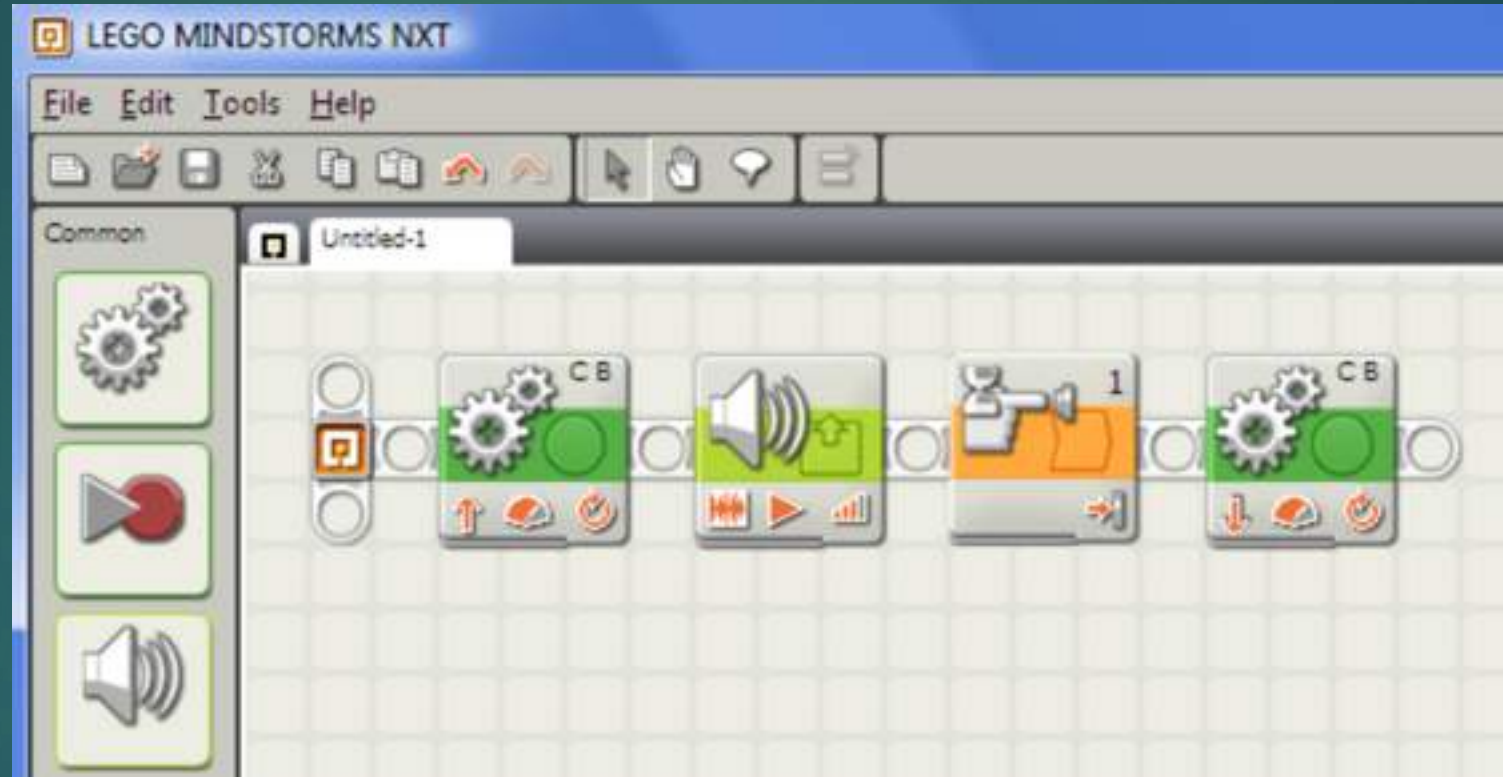 LEGO MINDSTORMS NXT
File Edit Tools Help
Common
Untitled-1
C B
1
C B